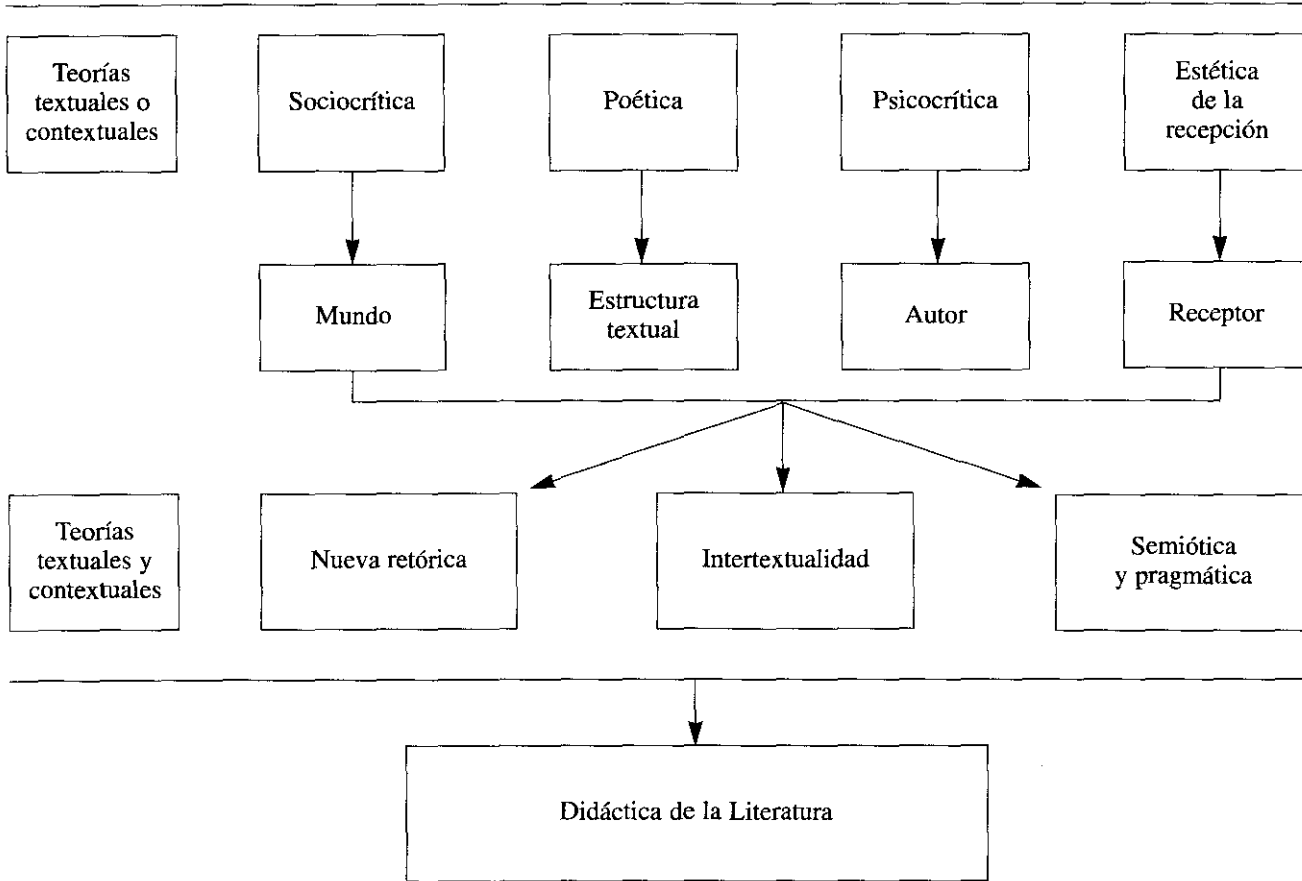 Teorías
textuales o
contextuales
Sociocrítica
Poética
Psicocrítica
Estética
de la
recepción
Mundo
Estructura
textual
Autor
Receptor
Teorías
textuales y
contextuales
Nueva retórica
Intertextualidad
Semiótica
y pragmática
Didáctica de la Literatura